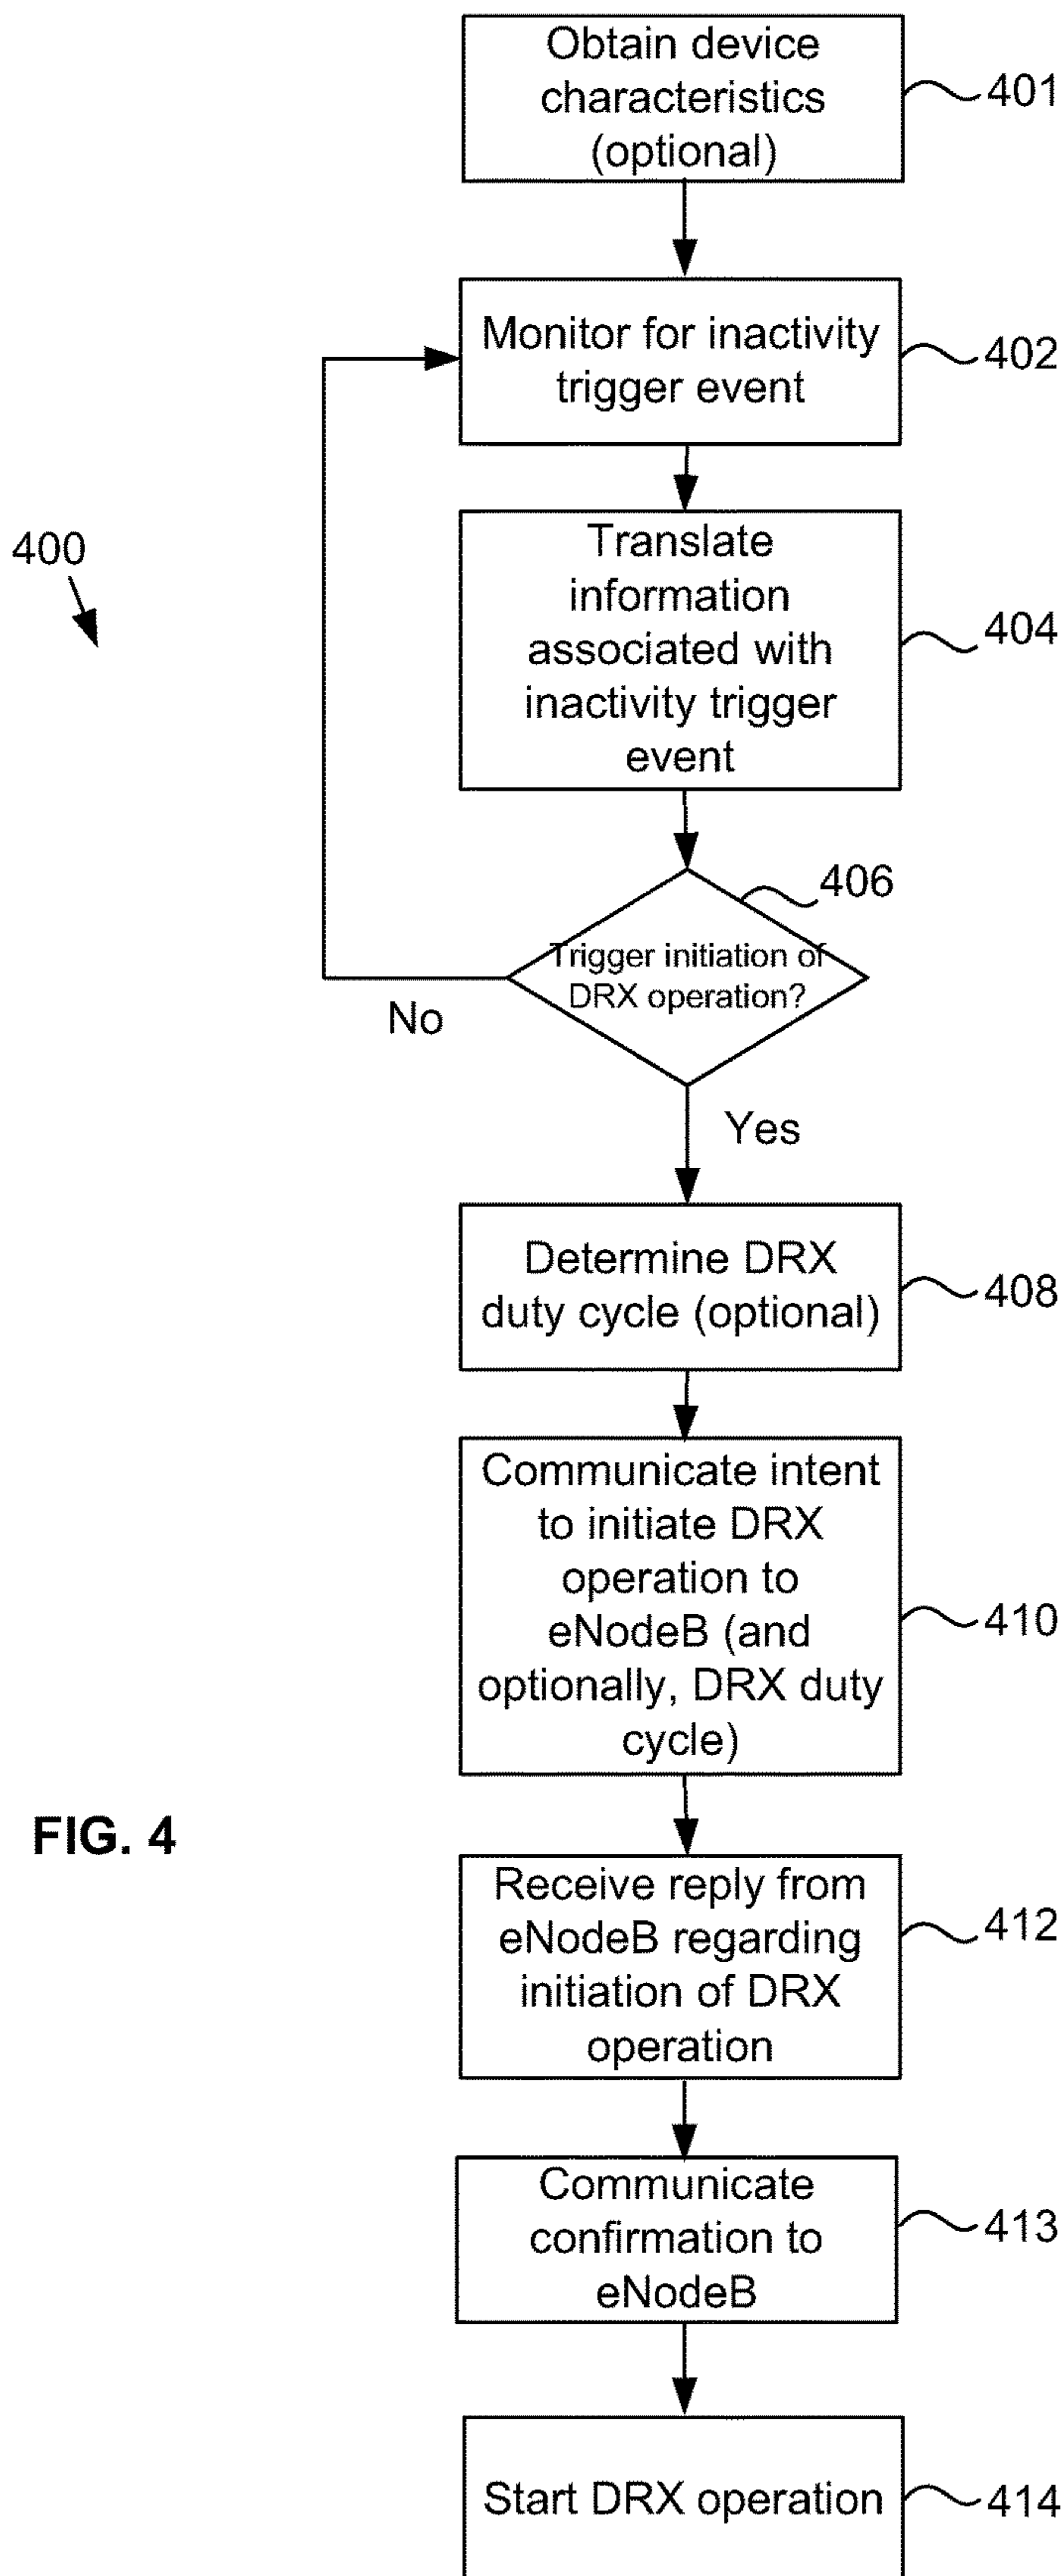 Obtain device
characteristics
(optional)
401
Monitor for inactivity
trigger event
402
400
Translate
information
associated with
inactivity trigger
event
404
406
Trigger initiation of
DRX operation?
No
Yes
Determine DRX
duty cycle (optional)
408
Communicate intent
to initiate DRX
operation to
eNodeB (and
optionally, DRX duty
cycle)
410
FIG. 4
Receive reply from
eNodeB regarding
initiation of DRX
operation
412
Communicate
confirmation to
eNodeB
413
Start DRX operation
414